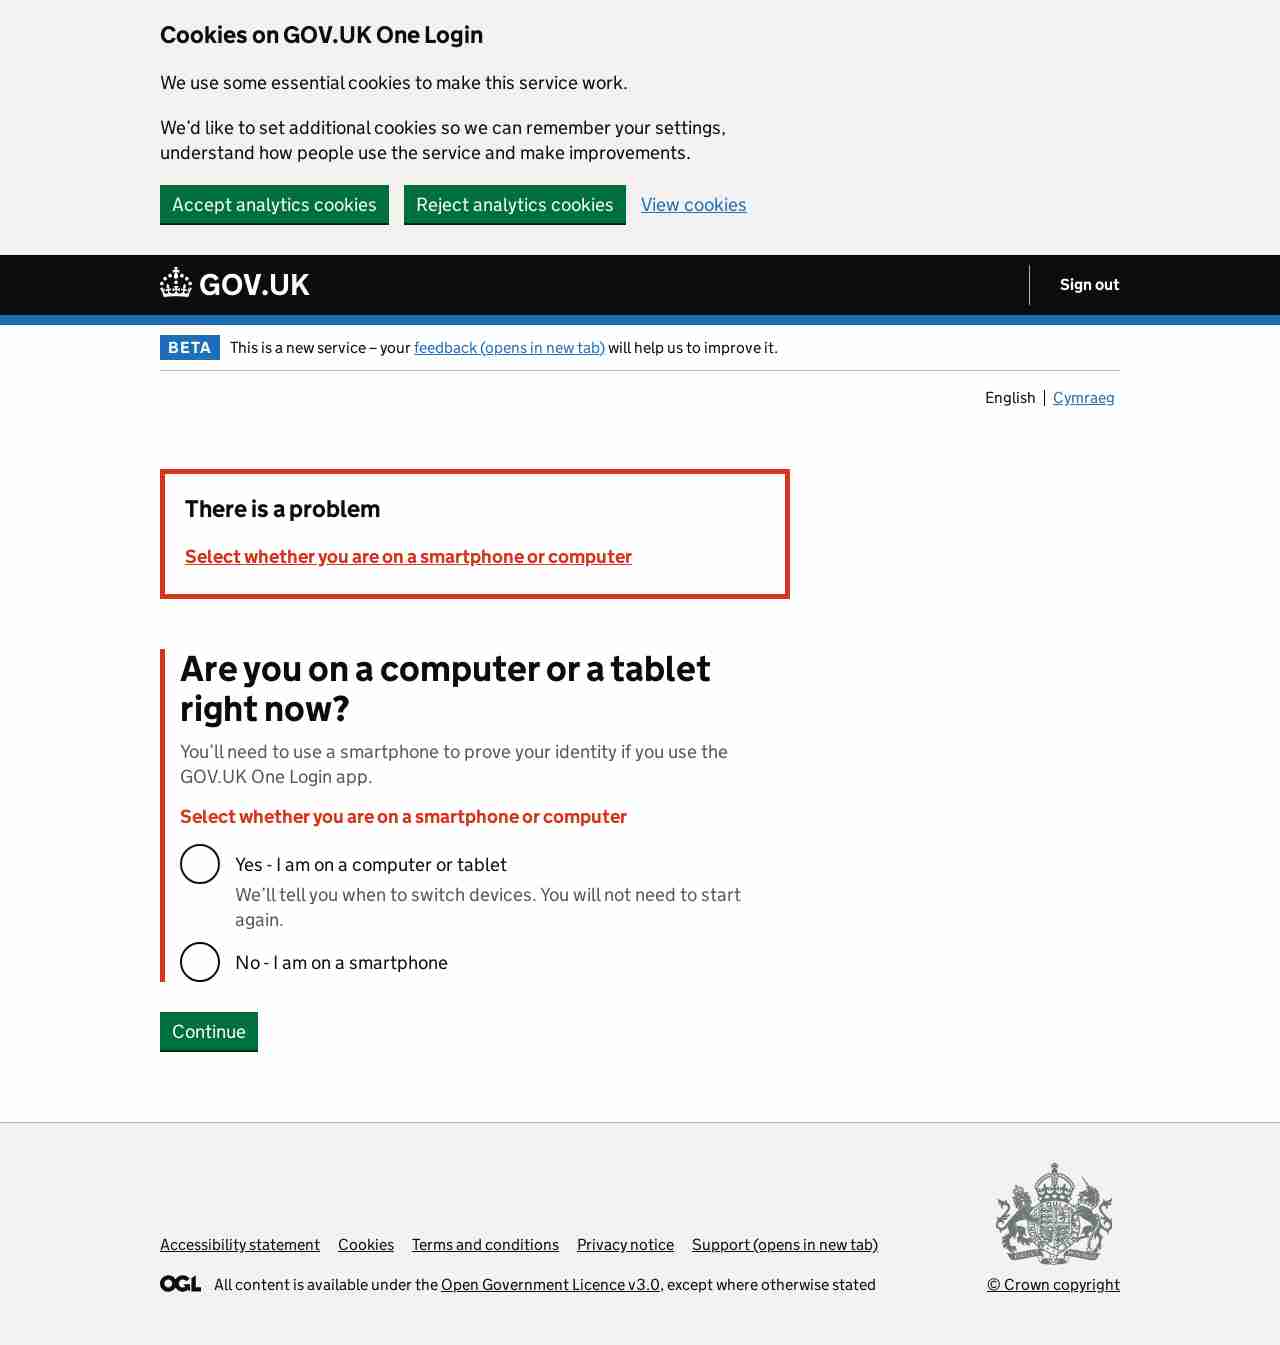 Cookies on GOV.UK One Login
We use some essential cookies to make this service work.
We’d like to set additional cookies so we can remember your settings,
understand how people use the service and make improvements.
Accept analytics cookies Reject analytics cookies View cookies
GOV.UK Sign out
BETA This is a new service – your feedback (opens in new tab) will help us to improve it.
English Cymraeg
There is a problem
Select whether you are on a smartphone or computer
Are you on a computer or a tablet
right now?
You’ll need to use a smartphone to prove your identity if you use the
GOV.UK One Login app.
Select whether you are on a smartphone or computer
Yes - I am on a computer or tablet
We’ll tell you when to switch devices. You will not need to start
again.
No - I am on a smartphone
Continue
Accessibility statement Cookies Terms and conditions Privacy notice Support (opens in new tab)
OGL All content is available under the Open Government Licence v3.0, except where otherwise stated
© Crown copyright